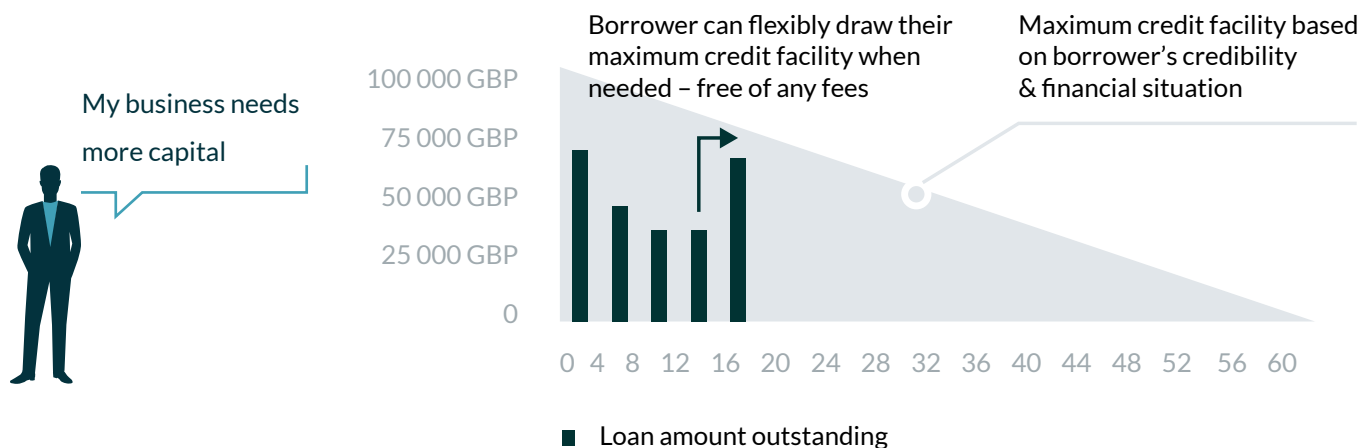 My business needs
more capital
Borrower can flexibly draw their
maximum credit facility when
needed – free of any fees
Maximum credit facility based
on borrower’s credibility
& financial situation
100 000 GBP
75 000 GBP
50 000 GBP
25 000 GBP
0
0 4 8 12 16 20 24 28 32 36 40 44 48 52 56 60
Loan amount outstanding